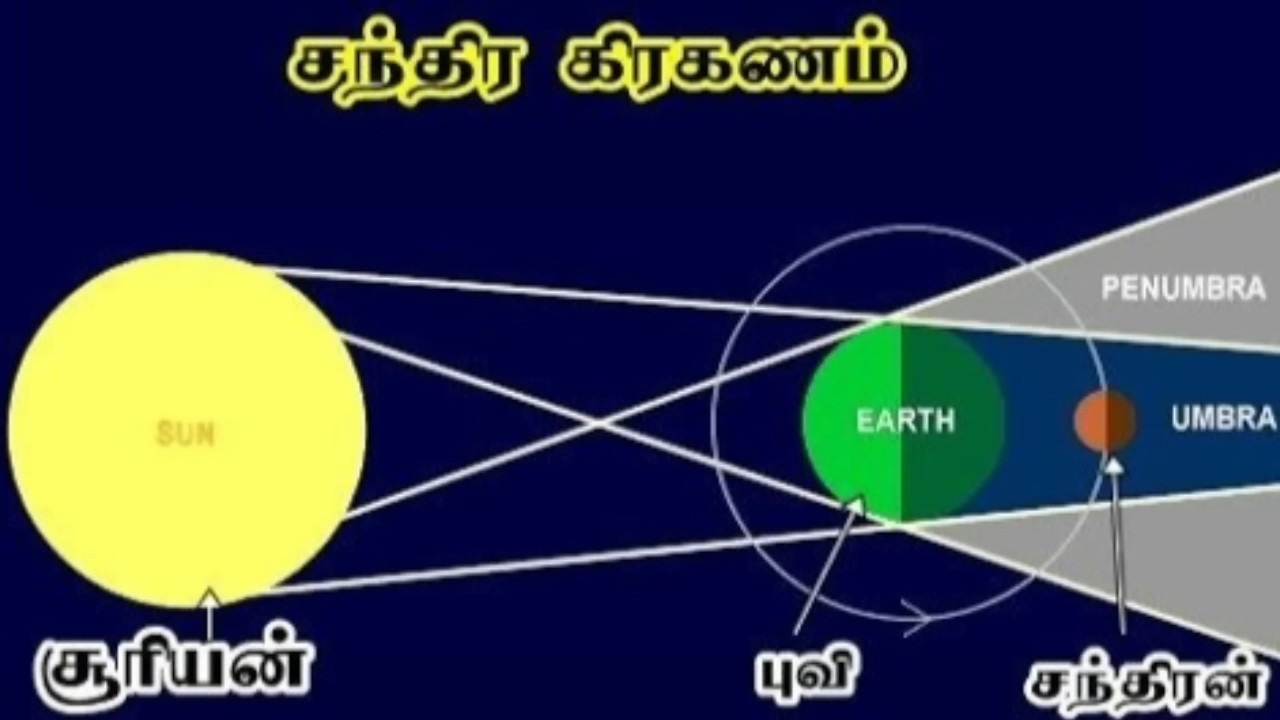 சந்திர கிரகணம்
PENUMBRA
SUN
EARTH
UMBRA
சூரியன்
புவி
சந்திரன்